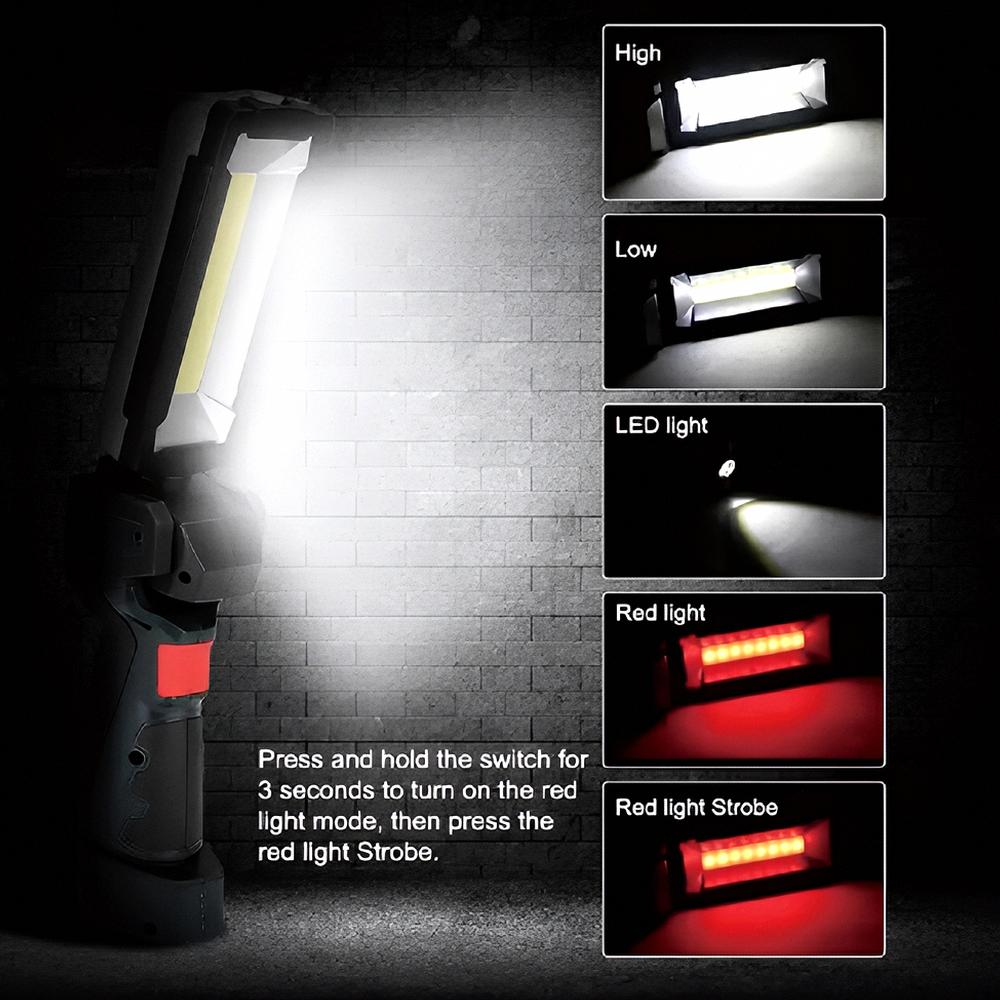 High
Low
LED light
Red light
Red light Strobe
Press and hold the switch for
3 seconds to turn on the red
light mode, then press the
red light Strobe.